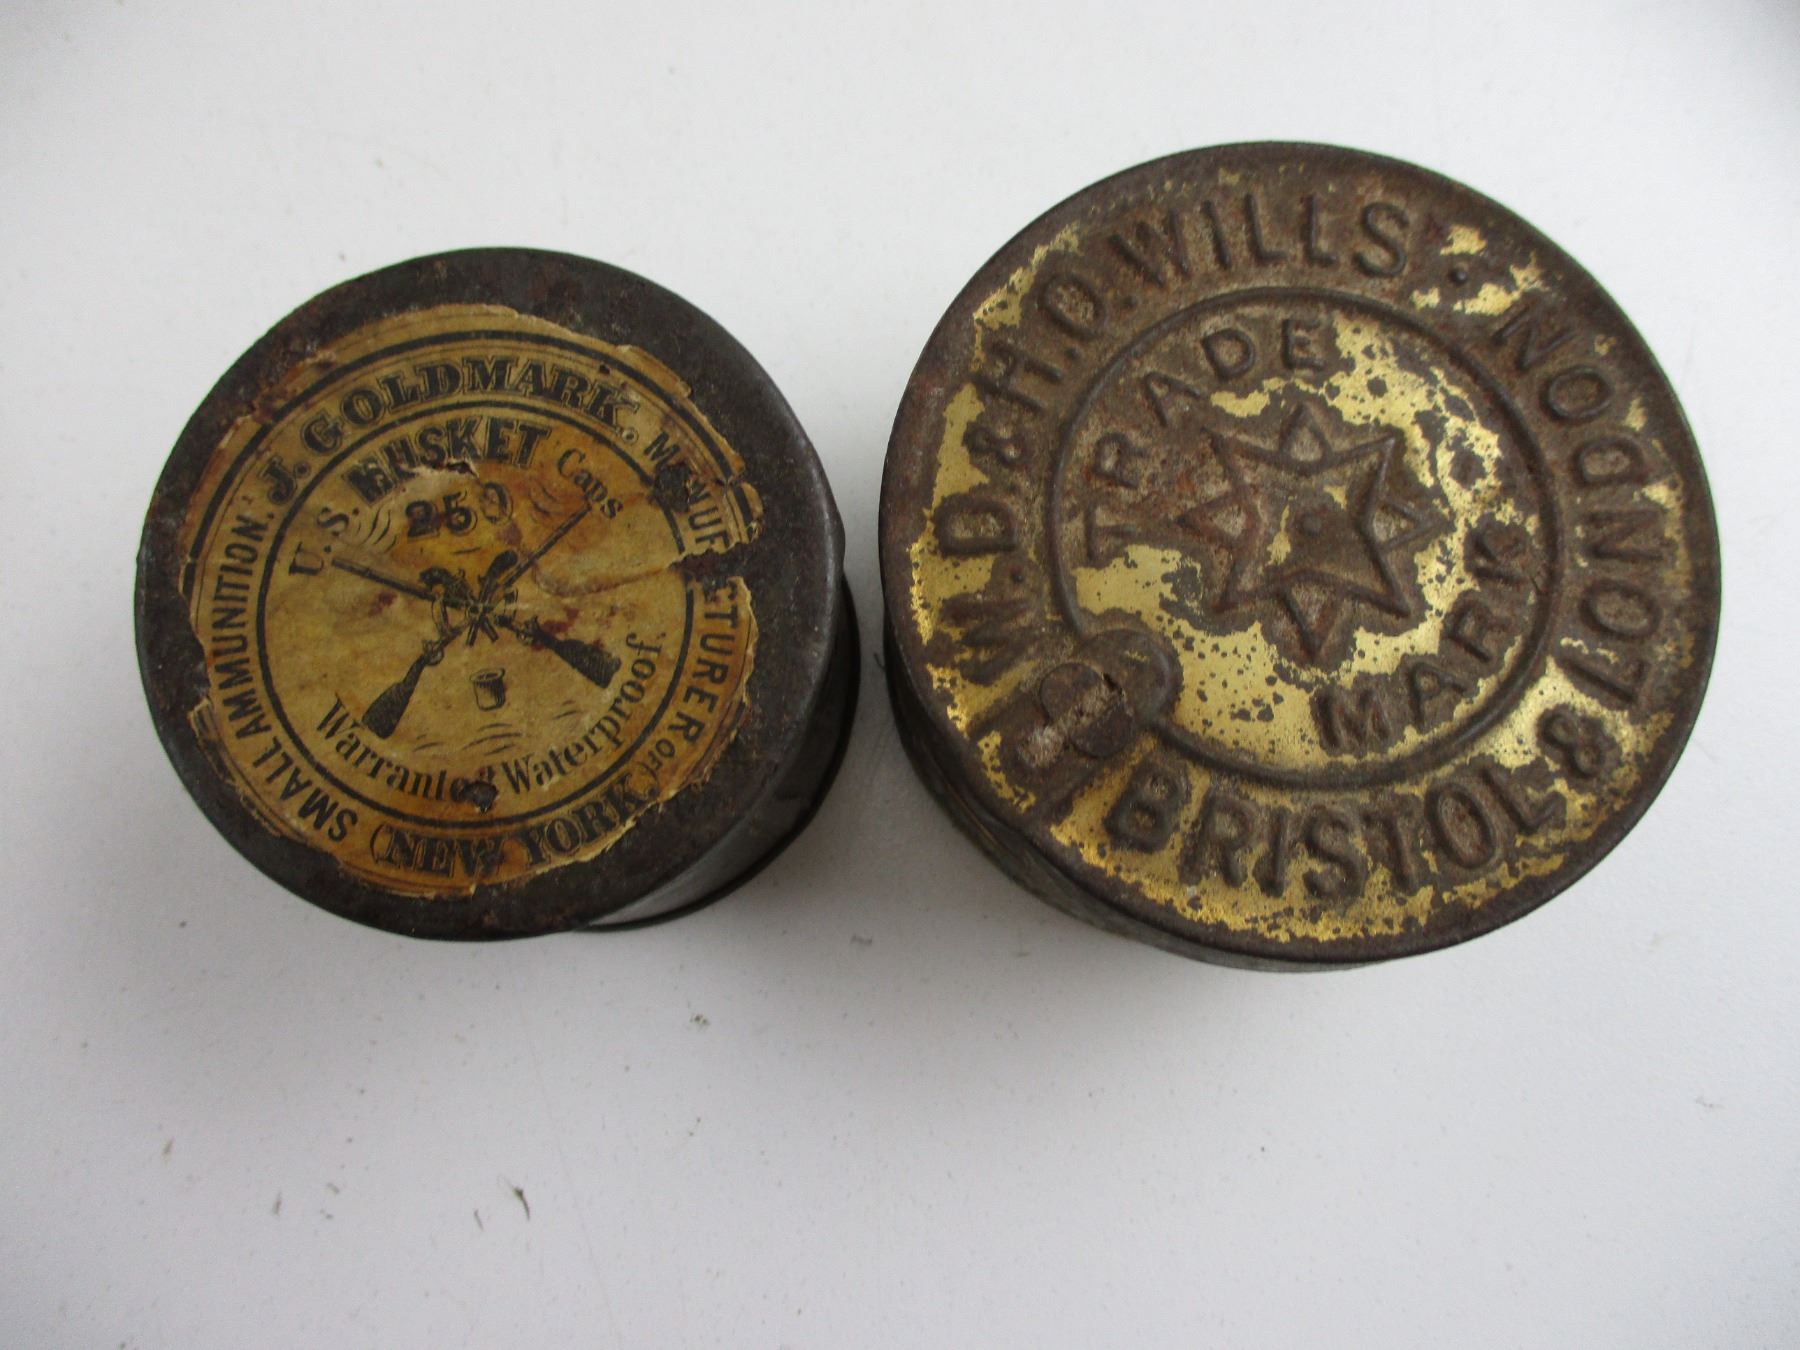 J. GOLDMARK. MANUFACTURER OF SMALL AMMUNITION.
(NEW YORK.)
U.S. MUSKET Caps
250
Warranted Waterproof.
W.D. & H.O. WILLS · BRISTOL & LONDON
TRADE MARK